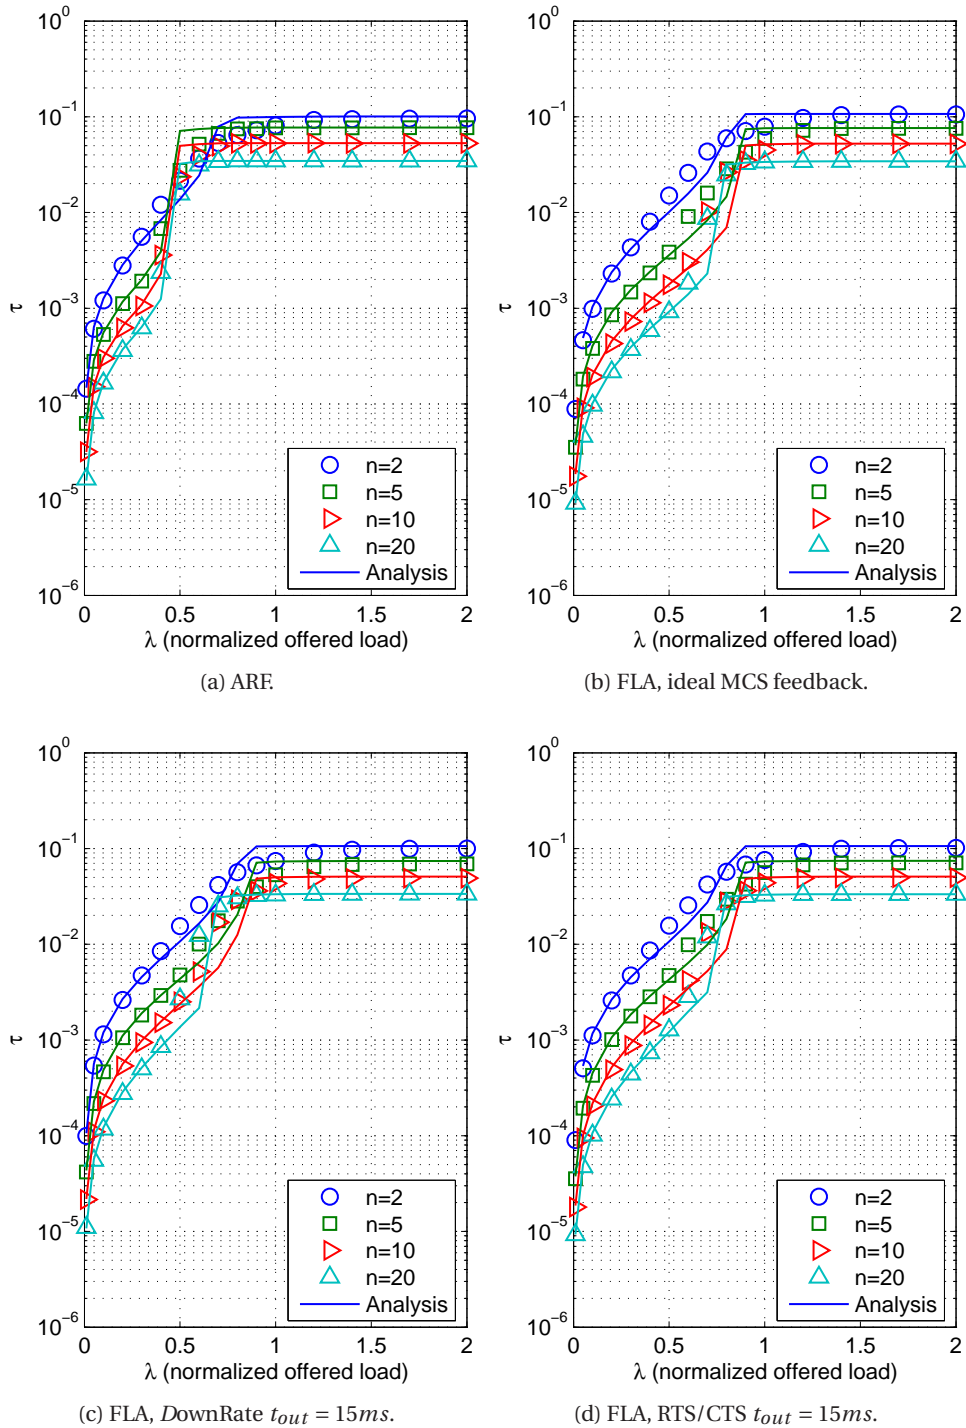 10^0
10^-1
10^-2
10^-3
10^-4
10^-5
10^-6
τ
n=2
n=5
n=10
n=20
Analysis
0 0.5 1 1.5 2
λ (normalized offered load)
(a) ARF.
10^0
10^-1
10^-2
10^-3
10^-4
10^-5
10^-6
τ
n=2
n=5
n=10
n=20
Analysis
0 0.5 1 1.5 2
λ (normalized offered load)
(b) FLA, ideal MCS feedback.
10^0
10^-1
10^-2
10^-3
10^-4
10^-5
10^-6
τ
n=2
n=5
n=10
n=20
Analysis
0 0.5 1 1.5 2
λ (normalized offered load)
(c) FLA, DownRate t_out = 15ms.
10^0
10^-1
10^-2
10^-3
10^-4
10^-5
10^-6
τ
n=2
n=5
n=10
n=20
Analysis
0 0.5 1 1.5 2
λ (normalized offered load)
(d) FLA, RTS/CTS t_out = 15ms.